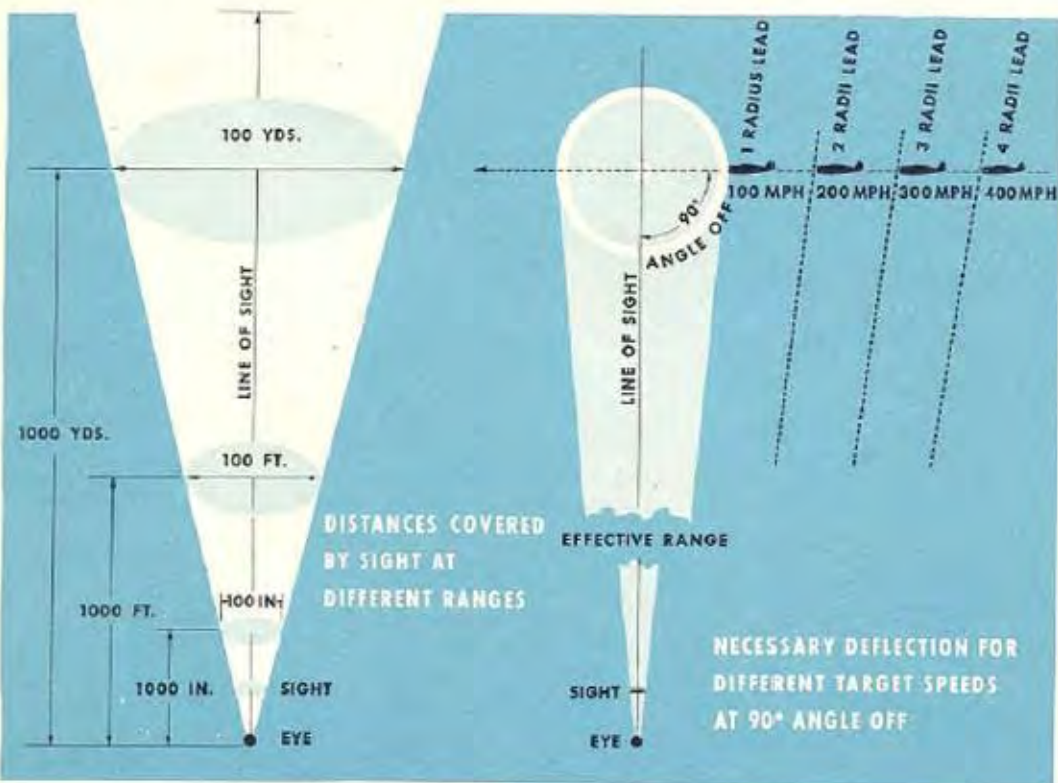 100 YDS.
LINE OF SIGHT
1000 YDS.
100 FT.
DISTANCES COVERED
BY SIGHT AT
DIFFERENT RANGES
1000 FT.
100 IN.
1000 IN.
SIGHT
EYE
1 RADIUS LEAD
2 RADII LEAD
3 RADII LEAD
4 RADII LEAD
100 MPH
200 MPH
300 MPH
400 MPH
90°
ANGLE OFF
LINE OF SIGHT
EFFECTIVE RANGE
SIGHT
EYE
NECESSARY DEFLECTION FOR
DIFFERENT TARGET SPEEDS
AT 90° ANGLE OFF